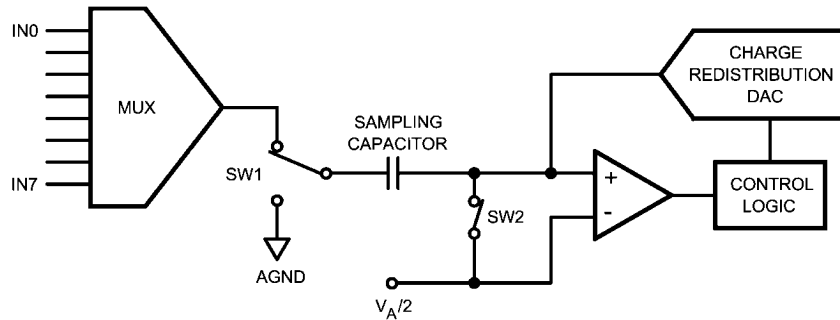 IN0
MUX
IN7
SW1
AGND
SAMPLING
CAPACITOR
SW2
V_A/2
+
-
CHARGE
REDISTRIBUTION
DAC
CONTROL
LOGIC